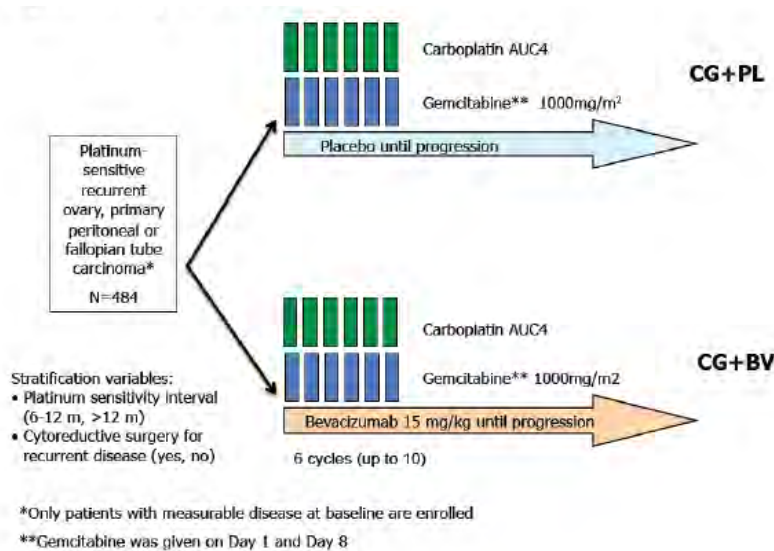 Carboplatin AUC4
CG+PL
Gemcitabine** 1000mg/m²
Placebo until progression
Platinum-
sensitive
recurrent
ovary, primary
peritoneal or
fallopian tube
carcinoma*
N=484
Carboplatin AUC4
CG+BV
Gemcitabine** 1000mg/m2
Bevacizumab 15 mg/kg until progression
6 cycles (up to 10)
Stratification variables:
• Platinum sensitivity interval
(6-12 m, >12 m)
• Cytoreductive surgery for
recurrent disease (yes, no)
*Only patients with measurable disease at baseline are enrolled
**Gemcitabine was given on Day 1 and Day 8